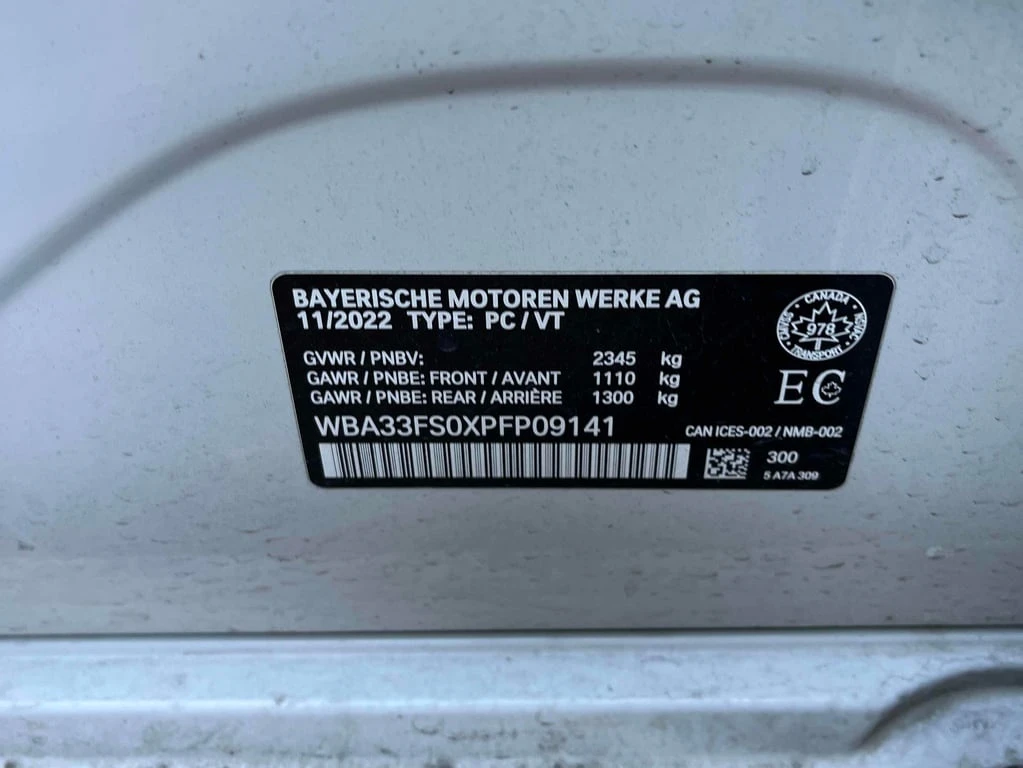 BAYERISCHE MOTOREN WERKE AG
11/2022 TYPE: PC / VT
GVWR / PNBV: 2345 kg
GAWR / PNBE: FRONT / AVANT 1110 kg
GAWR / PNBE: REAR / ARRIÈRE 1300 kg
WBA33FS0XPFP09141
CANADA
978
TRANSPORT
EC
CAN ICES-002 / NMB-002
300
5 A7A 309